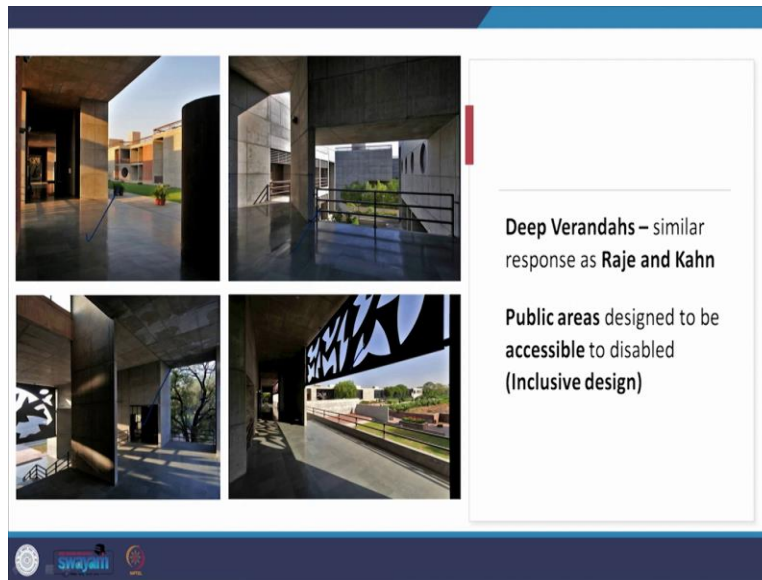 Deep Verandahs – similar
response as Raje and Kahn
Public areas designed to be
accessible to disabled
(Inclusive design)
swayam